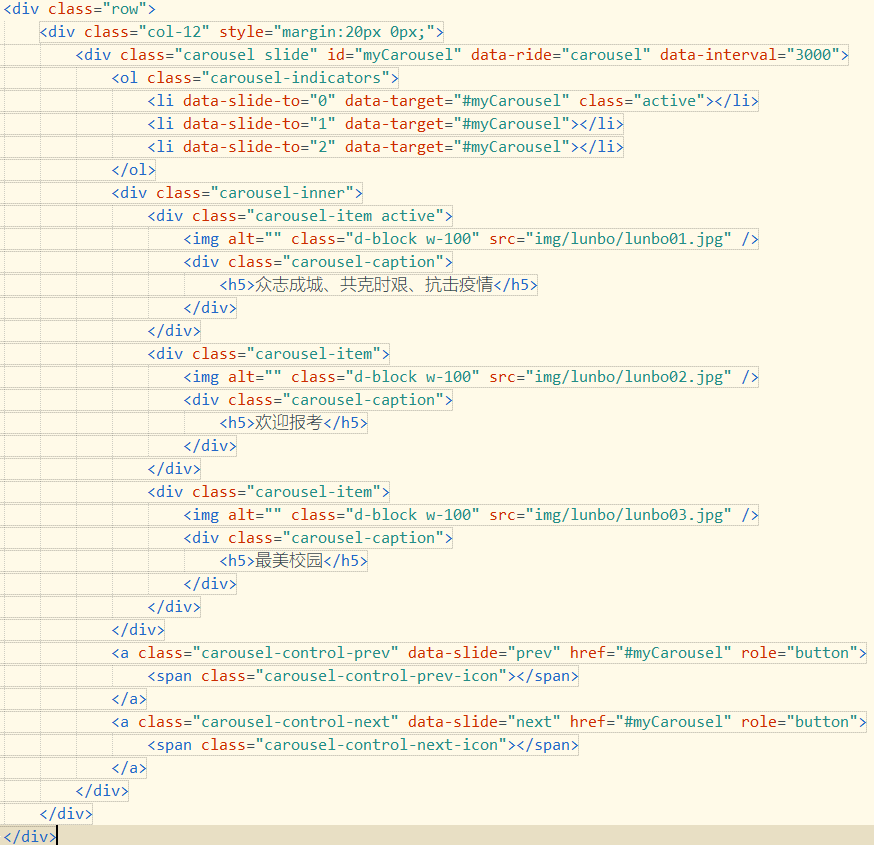 <div class="row">
<div class="col-12" style="margin:20px 0px;">
<div class="carousel slide" id="myCarousel" data-ride="carousel" data-interval="3000">
<ol class="carousel-indicators">
<li data-slide-to="0" data-target="#myCarousel" class="active"></li>
<li data-slide-to="1" data-target="#myCarousel"></li>
<li data-slide-to="2" data-target="#myCarousel"></li>
</ol>
<div class="carousel-inner">
<div class="carousel-item active">
<img alt="" class="d-block w-100" src="img/lunbo/lunbo01.jpg" />
<div class="carousel-caption">
<h5>众志成城、共克时艰、抗击疫情</h5>
</div>
</div>
<div class="carousel-item">
<img alt="" class="d-block w-100" src="img/lunbo/lunbo02.jpg" />
<div class="carousel-caption">
<h5>欢迎报考</h5>
</div>
</div>
<div class="carousel-item">
<img alt="" class="d-block w-100" src="img/lunbo/lunbo03.jpg" />
<div class="carousel-caption">
<h5>最美校园</h5>
</div>
</div>
</div>
<a class="carousel-control-prev" data-slide="prev" href="#myCarousel" role="button">
<span class="carousel-control-prev-icon"></span>
</a>
<a class="carousel-control-next" data-slide="next" href="#myCarousel" role="button">
<span class="carousel-control-next-icon"></span>
</a>
</div>
</div>
</div>